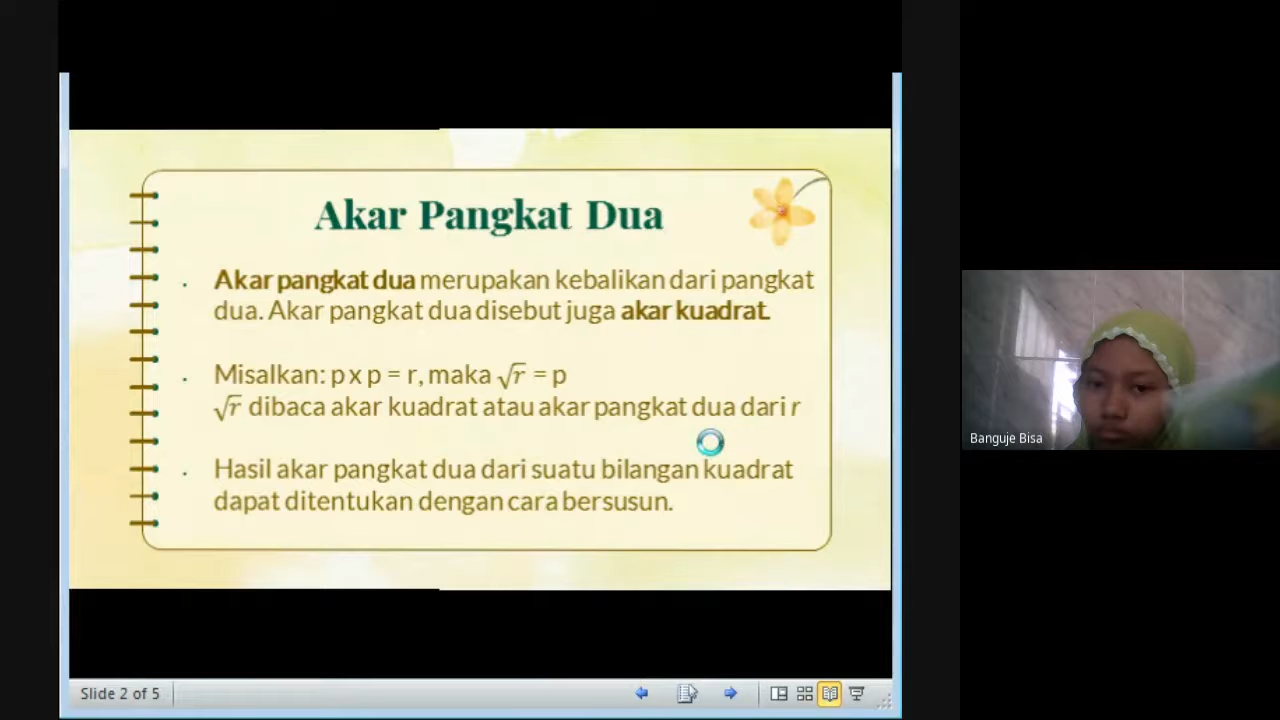 Akar Pangkat Dua
. Akar pangkat dua merupakan kebalikan dari pangkat
dua. Akar pangkat dua disebut juga akar kuadrat.
. Misalkan: p x p = r, maka √r = p
√r dibaca akar kuadrat atau akar pangkat dua dari r
. Hasil akar pangkat dua dari suatu bilangan kuadrat
dapat ditentukan dengan cara bersusun.
Banguje Bisa
Slide 2 of 5